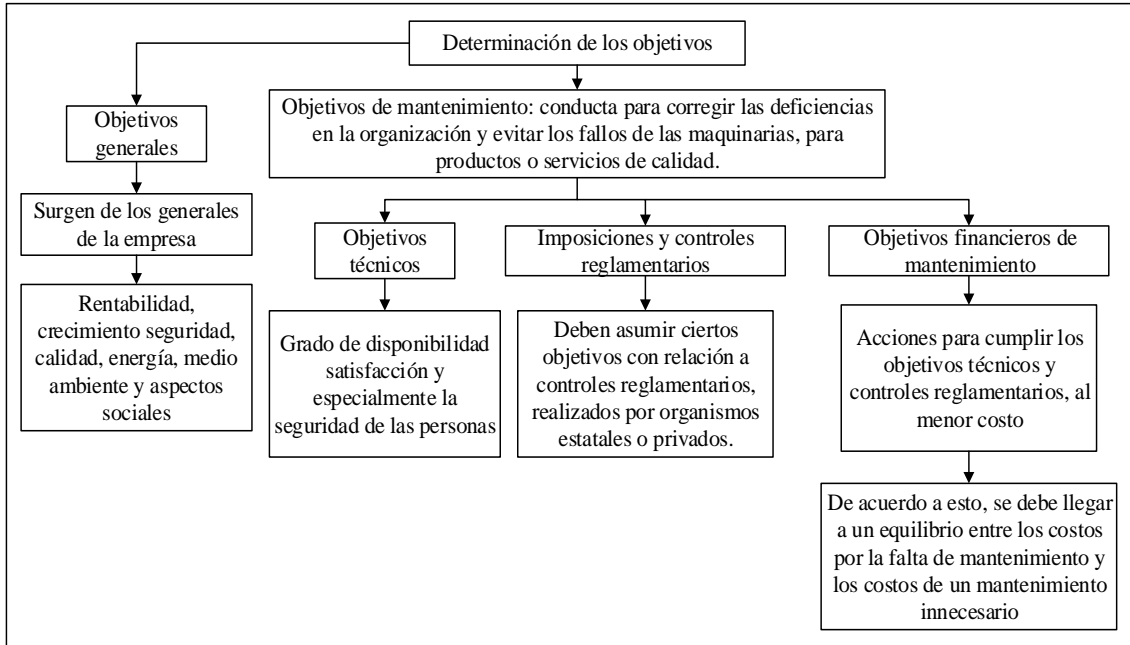 Determinación de los objetivos
Objetivos
generales
Surgen de los generales
de la empresa
Rentabilidad,
crecimiento seguridad,
calidad, energía, medio
ambiente y aspectos
sociales
Objetivos de mantenimiento: conducta para corregir las deficiencias
en la organización y evitar los fallos de las maquinarias, para
productos o servicios de calidad.
Objetivos
técnicos
Grado de disponibilidad
satisfacción y
especialmente la
seguridad de las personas
Imposiciones y controles
reglamentarios
Deben asumir ciertos
objetivos con relación a
controles reglamentarios,
realizados por organismos
estatales o privados.
Objetivos financieros de
mantenimiento
Acciones para cumplir los
objetivos técnicos y
controles reglamentarios, al
menor costo
De acuerdo a esto, se debe llegar
a un equilibrio entre los costos
por la falta de mantenimiento y
los costos de un mantenimiento
innecesario